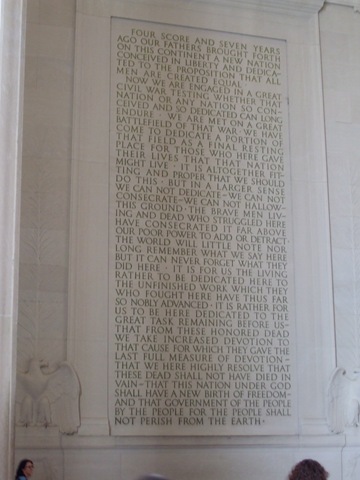 FOUR SCORE AND SEVEN YEARS
AGO OUR FATHERS BROUGHT FORTH
ON THIS CONTINENT A NEW NATION
CONCEIVED IN LIBERTY AND DEDICA-
TED TO THE PROPOSITION THAT ALL
MEN ARE CREATED EQUAL ·
NOW WE ARE ENGAGED IN A GREAT
CIVIL WAR TESTING WHETHER THAT
NATION OR ANY NATION SO CON-
CEIVED AND SO DEDICATED CAN LONG
ENDURE · WE ARE MET ON A GREAT
BATTLEFIELD OF THAT WAR · WE HAVE
COME TO DEDICATE A PORTION OF
THAT FIELD AS A FINAL RESTING
PLACE FOR THOSE WHO HERE GAVE
THEIR LIVES THAT THAT NATION
MIGHT LIVE · IT IS ALTOGETHER FIT-
TING AND PROPER THAT WE SHOULD
DO THIS · BUT IN A LARGER SENSE
WE CAN NOT DEDICATE~WE CAN NOT
CONSECRATE~WE CAN NOT HALLOW~
THIS GROUND · THE BRAVE MEN LIV-
ING AND DEAD WHO STRUGGLED HERE
HAVE CONSECRATED IT FAR ABOVE
OUR POOR POWER TO ADD OR DETRACT·
THE WORLD WILL LITTLE NOTE NOR
LONG REMEMBER WHAT WE SAY HERE
BUT IT CAN NEVER FORGET WHAT THEY
DID HERE · IT IS FOR US THE LIVING
RATHER TO BE DEDICATED HERE TO
THE UNFINISHED WORK WHICH THEY
WHO FOUGHT HERE HAVE THUS FAR
SO NOBLY ADVANCED · IT IS RATHER FOR
US TO BE HERE DEDICATED TO THE
GREAT TASK REMAINING BEFORE US~
THAT FROM THESE HONORED DEAD
WE TAKE INCREASED DEVOTION TO
THAT CAUSE FOR WHICH THEY GAVE THE
LAST FULL MEASURE OF DEVOTION~
THAT WE HERE HIGHLY RESOLVE THAT
THESE DEAD SHALL NOT HAVE DIED IN
VAIN~THAT THIS NATION UNDER GOD
SHALL HAVE A NEW BIRTH OF FREEDOM~
AND THAT GOVERNMENT OF THE PEOPLE
BY THE PEOPLE FOR THE PEOPLE SHALL
NOT PERISH FROM THE EARTH ·